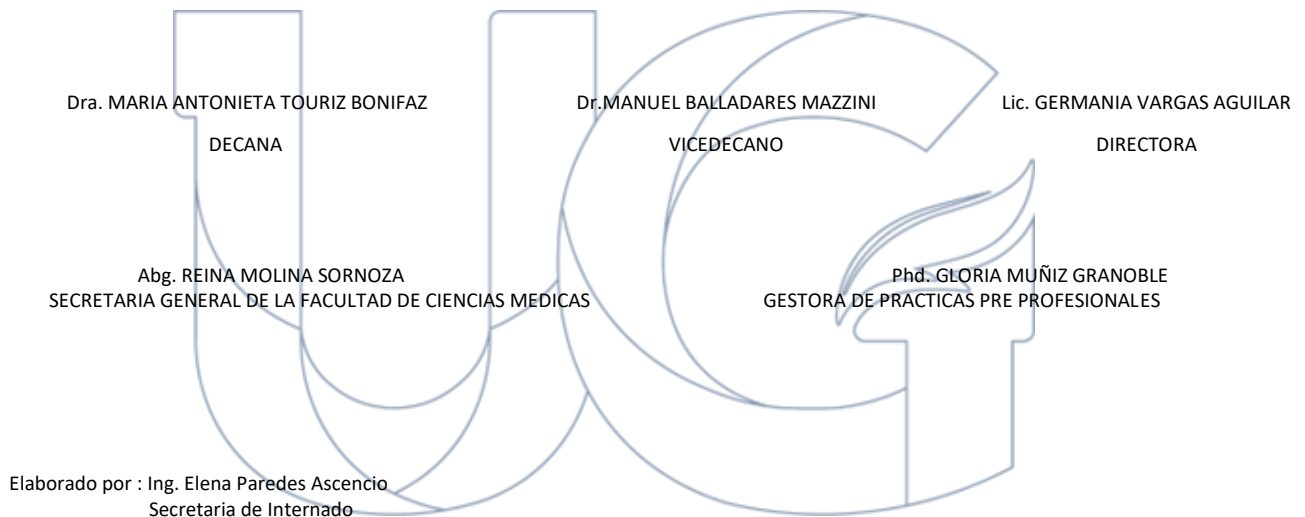 Dra. MARIA ANTONIETA TOURIZ BONIFAZ
DECANA
Dr.MANUEL BALLADARES MAZZINI
VICEDECANO
Lic. GERMANIA VARGAS AGUILAR
DIRECTORA
Abg. REINA MOLINA SORNOZA
SECRETARIA GENERAL DE LA FACULTAD DE CIENCIAS MEDICAS
Phd. GLORIA MUÑIZ GRANOBLE
GESTORA DE PRACTICAS PRE PROFESIONALES
Elaborado por : Ing. Elena Paredes Ascencio
Secretaria de Internado
UG